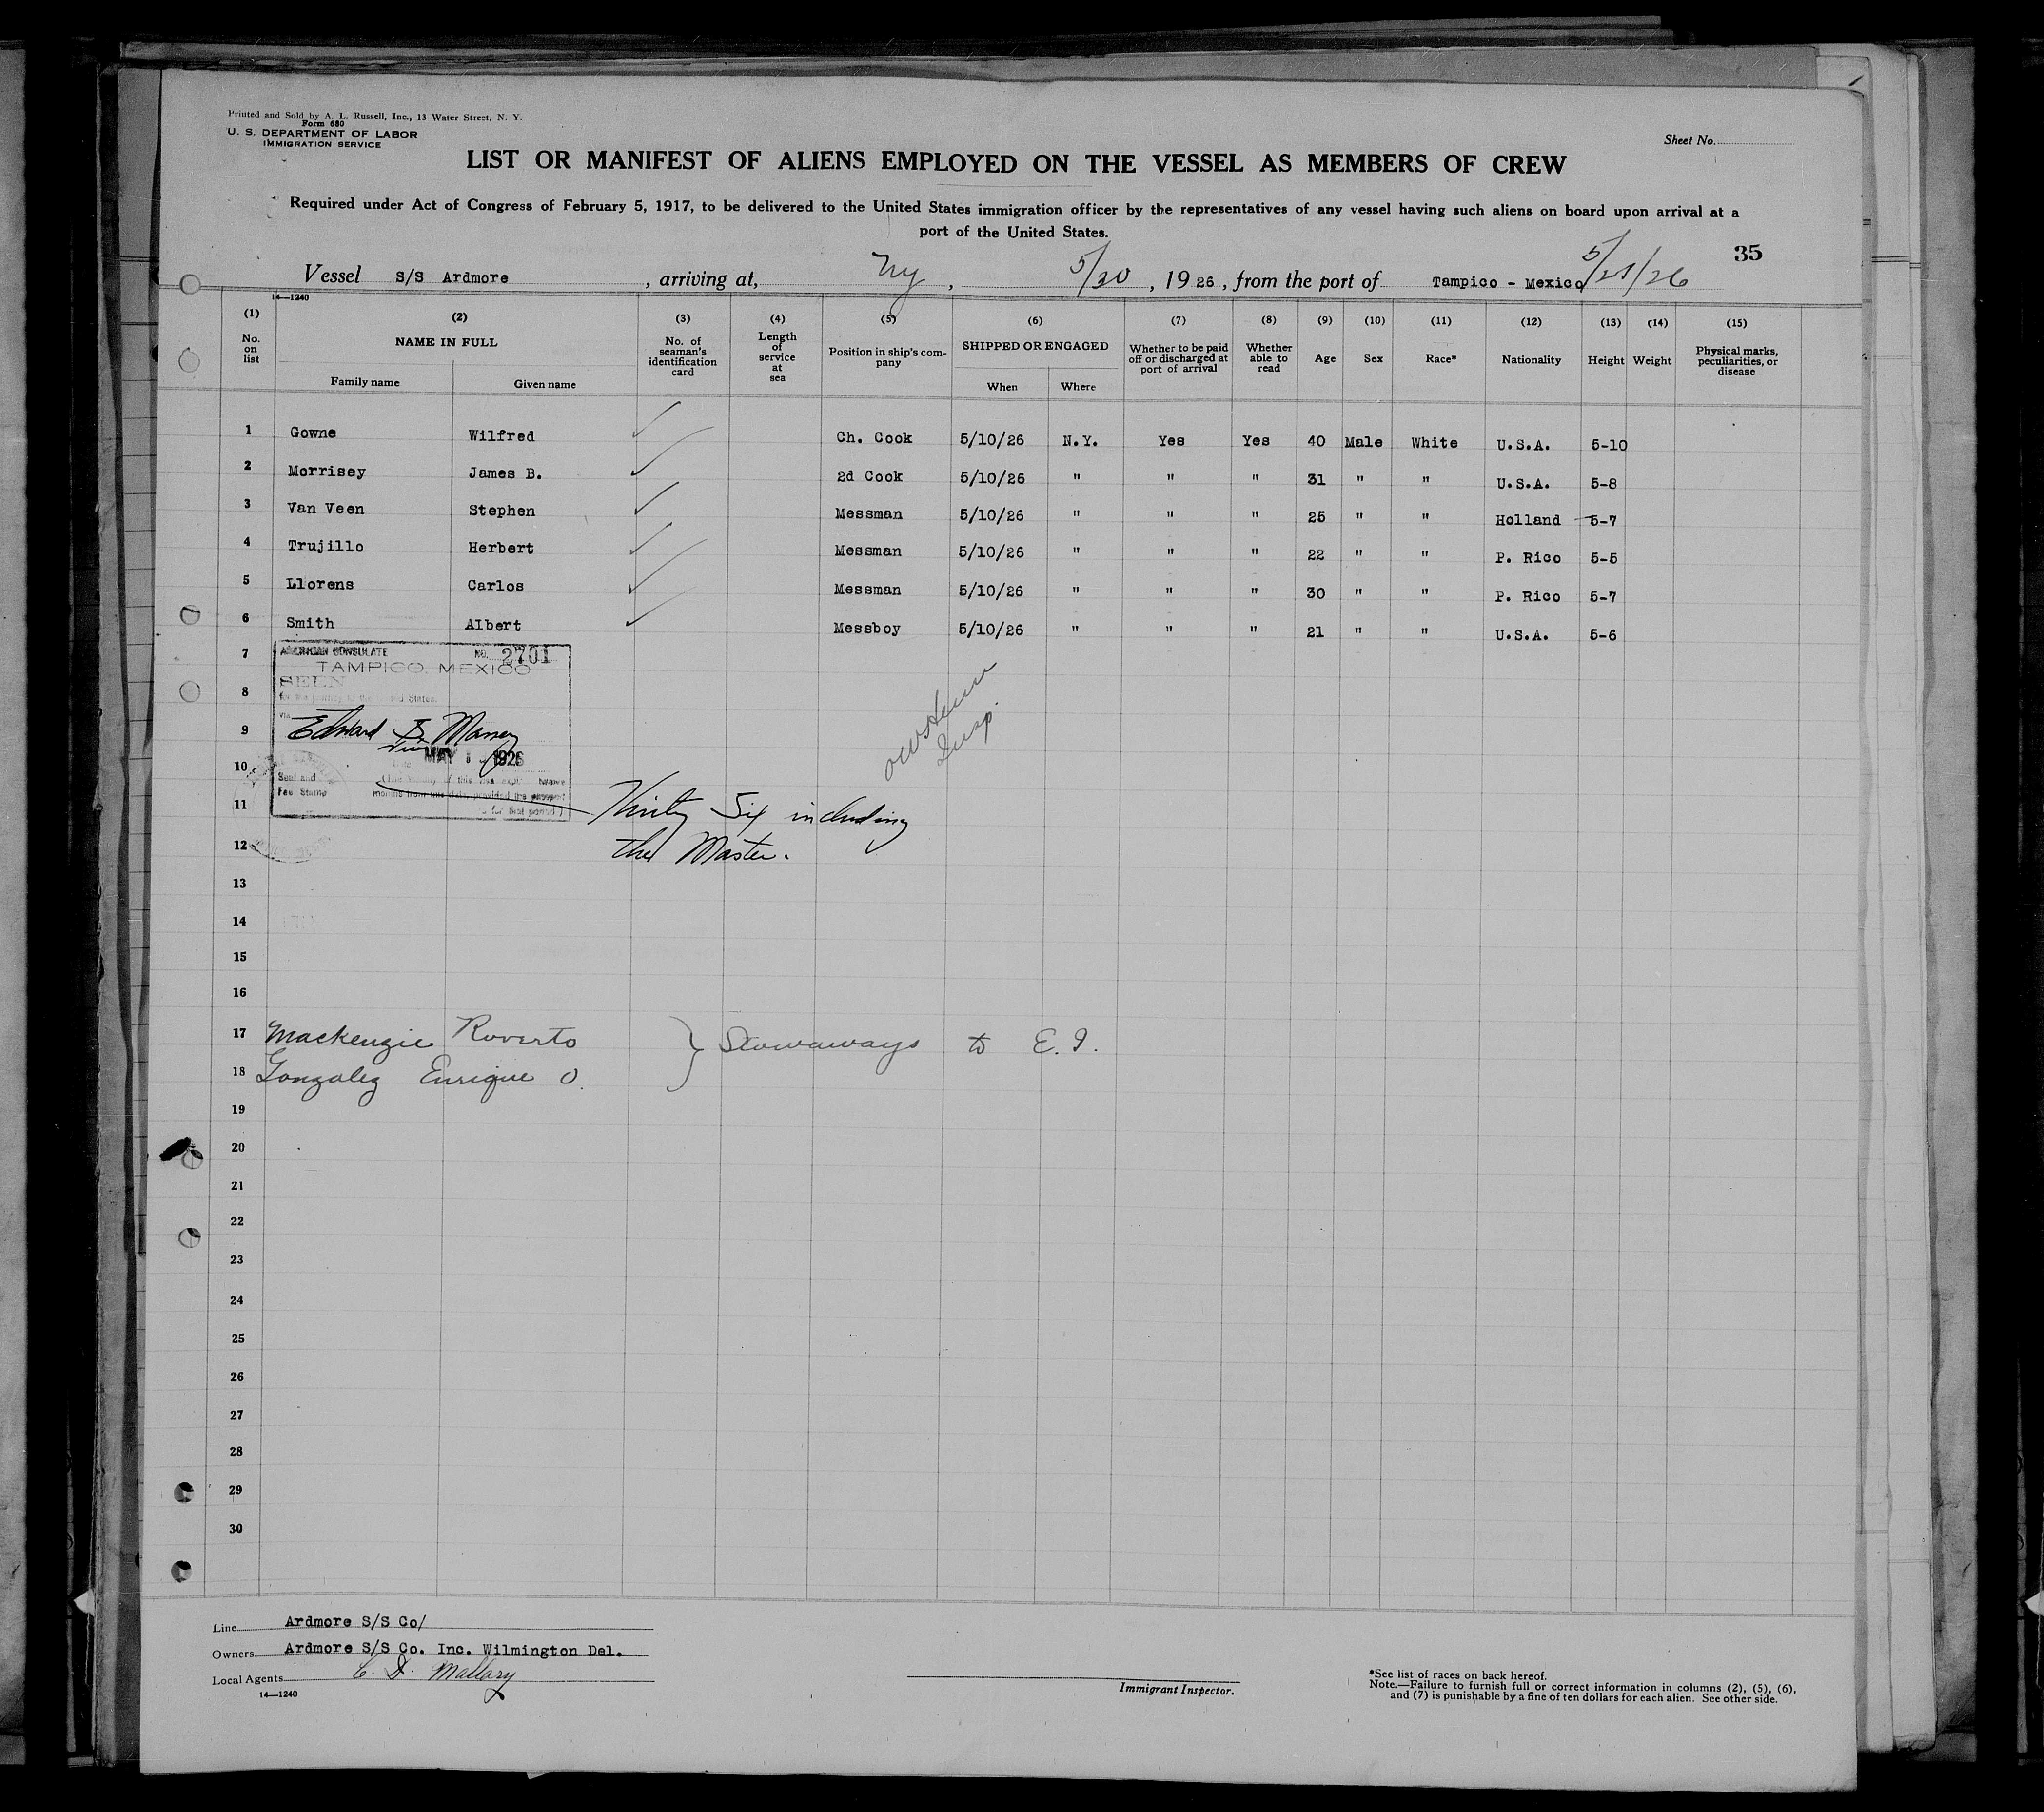 Printed and Sold by A. L. Russell, Inc., 13 Water Street, N. Y.
Form 680
U. S. DEPARTMENT OF LABOR
IMMIGRATION SERVICE
Sheet No.
LIST OR MANIFEST OF ALIENS EMPLOYED ON THE VESSEL AS MEMBERS OF CREW
Required under Act of Congress of February 5, 1917, to be delivered to the United States immigration officer by the representatives of any vessel having such aliens on board upon arrival at a
port of the United States.
35
Vessel S/S Ardmore , arriving at, Ny , 5/30 , 19 26 , from the port of Tampico - Mexico 5/21/26
14—1240
(1) (2) (3) (4) (5) (6) (7) (8) (9) (10) (11) (12) (13) (14) (15)
No. on list NAME IN FULL Family name Given name No. of seaman's identification card Length of service at sea Position in ship's company SHIPPED OR ENGAGED When Where Whether to be paid off or discharged at port of arrival Whether able to read Age Sex Race* Nationality Height Weight Physical marks, peculiarities, or disease
1 Gowne Wilfred Ch. Cook 5/10/26 N.Y. Yes Yes 40 Male White U.S.A. 5-10
2 Morrisey James B. 2d Cook 5/10/26 " " " 31 " " U.S.A. 5-8
3 Van Veen Stephen Messman 5/10/26 " " " 25 " " Holland 5-7
4 Trujillo Herbert Messman 5/10/26 " " " 22 " " P. Rico 5-5
5 Llorens Carlos Messman 5/10/26 " " " 30 " " P. Rico 5-7
6 Smith Albert Messboy 5/10/26 " " " 21 " " U.S.A. 5-6
7
AMERICAN CONSULATE NO. 2701
TAMPICO, MEXICO
SEEN
for the journey to the United States.
8
via
9 Edward
Insp.
10 MAY 1926
Seal and
Fee Stamp
11 Thirty Six including
12 the Master.
13
14
15
16
17 Mackenzie Roverto
Stowaways to E. I.
18 Gonzalez Enrique O.
19
20
21
22
23
24
25
26
27
28
29
30
Line Ardmore S/S Co/
Owners Ardmore S/S Co. Inc. Wilmington Del.
Local Agents C. D. Mallory
14—1240
Immigrant Inspector.
*See list of races on back hereof.
Note.—Failure to furnish full or correct information in columns (2), (5), (6),
and (7) is punishable by a fine of ten dollars for each alien. See other side.